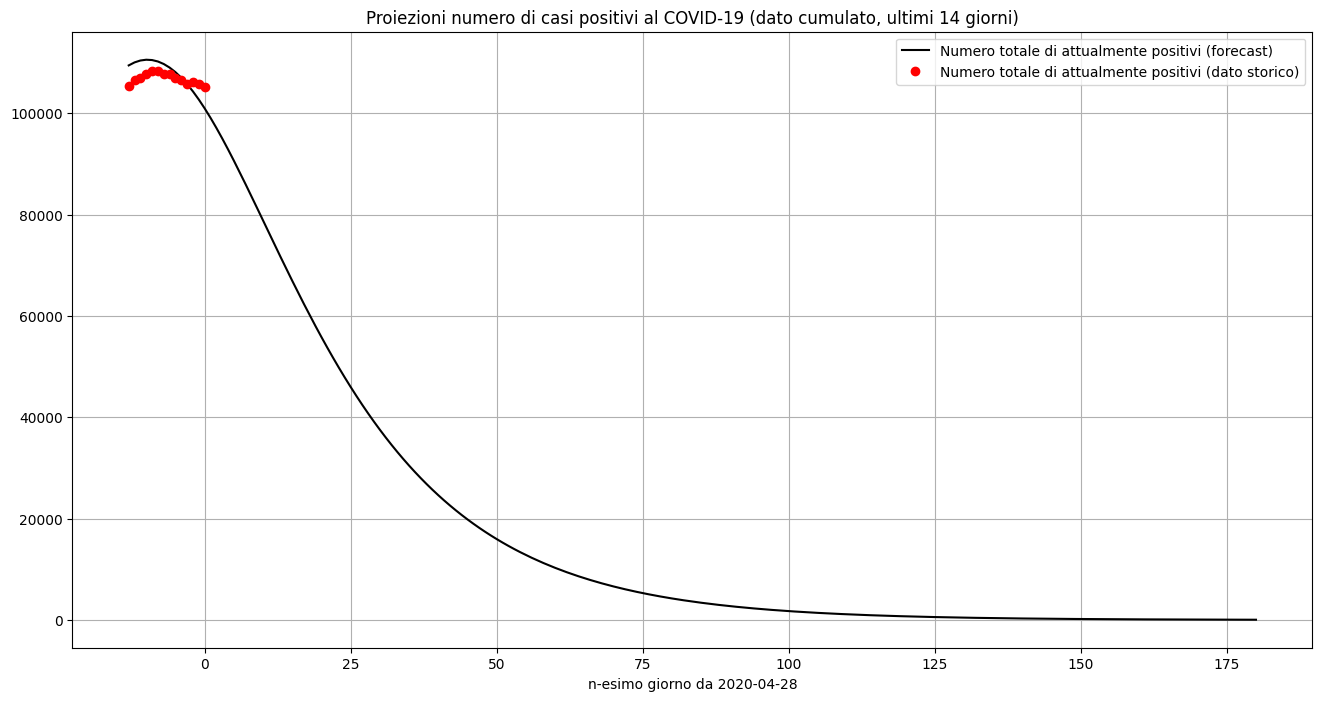 Proiezioni numero di casi positivi al COVID-19 (dato cumulato, ultimi 14 giorni)
Numero totale di attualmente positivi (forecast)
Numero totale di attualmente positivi (dato storico)
100000
80000
60000
40000
20000
0
0 25 50 75 100 125 150 175
n-esimo giorno da 2020-04-28